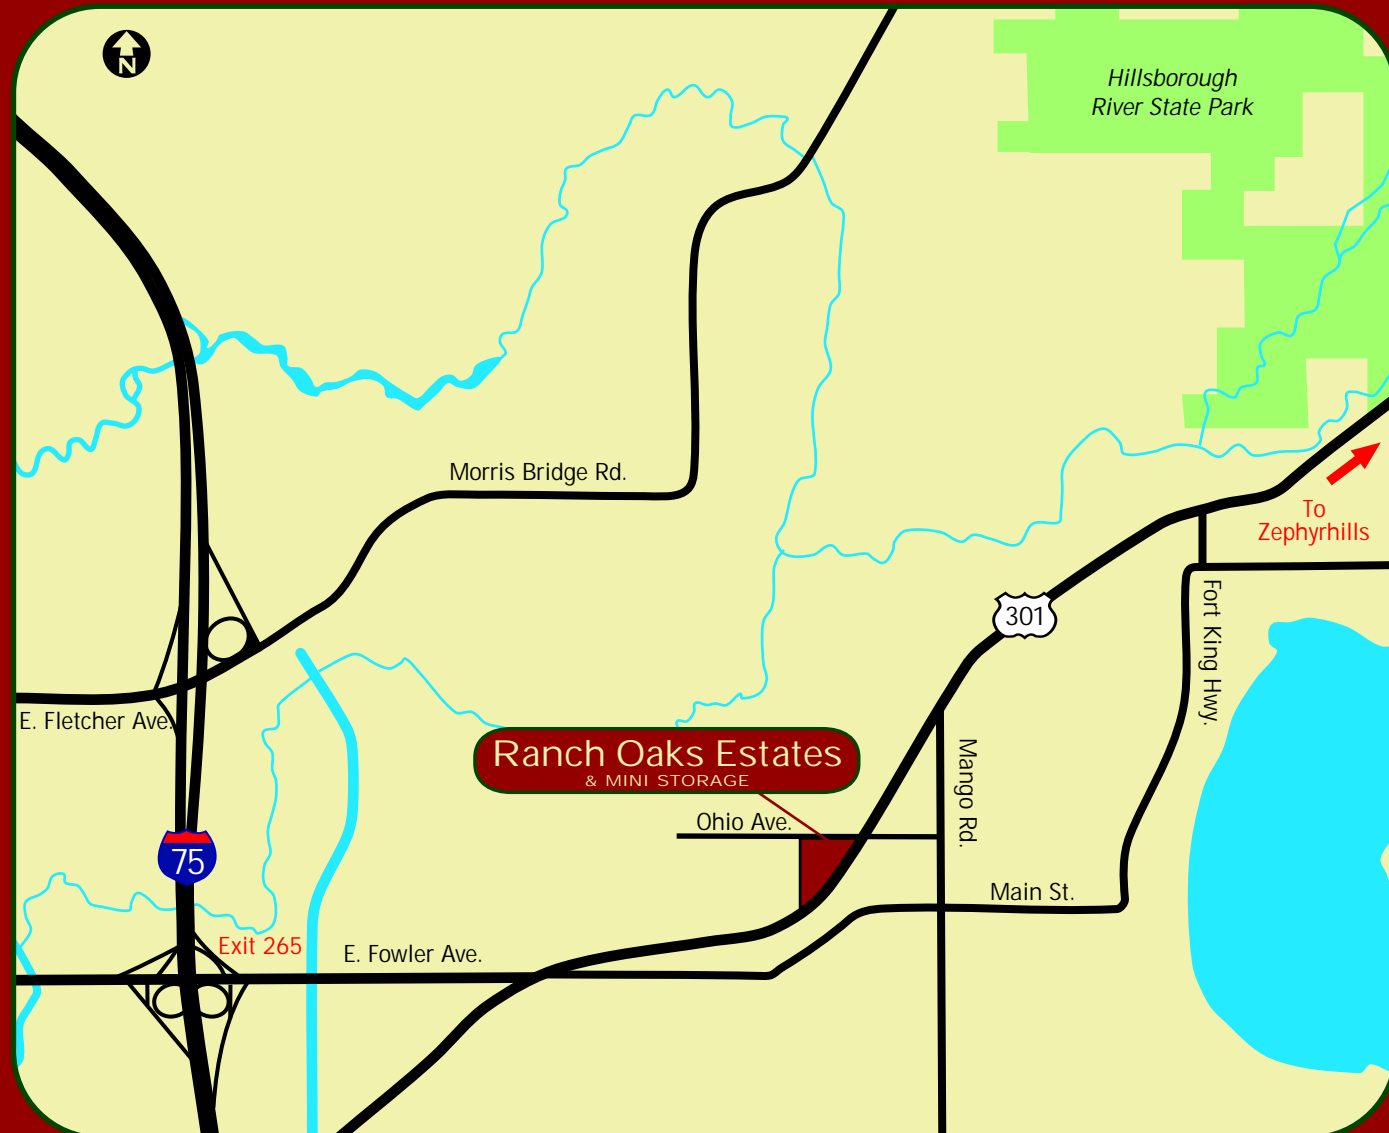 N
Hillsborough
River State Park
Morris Bridge Rd.
To
Zephyrhills
301
Fort King Hwy.
E. Fletcher Ave.
Ranch Oaks Estates
& MINI STORAGE
Mango Rd.
Ohio Ave.
75
Main St.
Exit 265
E. Fowler Ave.